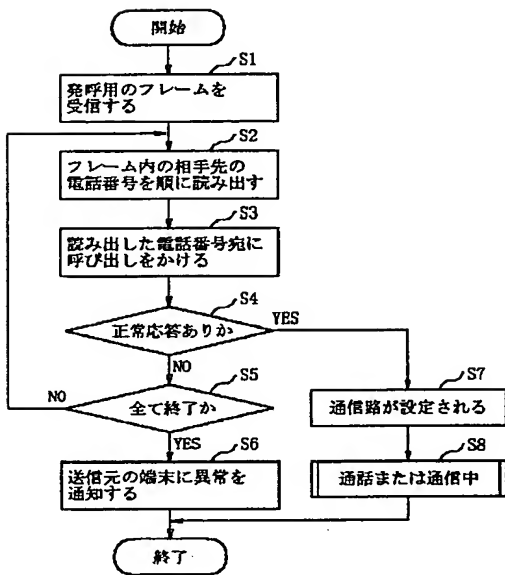 開始
S1
発呼用のフレームを
受信する
S2
フレーム内の相手先の
電話番号を順に読み出す
S3
読み出した電話番号宛に
呼び出しをかける
S4
正常応答ありか
YES
NO
S5
全て終了か
NO
YES
S6
送信元の端末に異常を
通知する
S7
通信路が設定される
S8
通話または通信中
終了